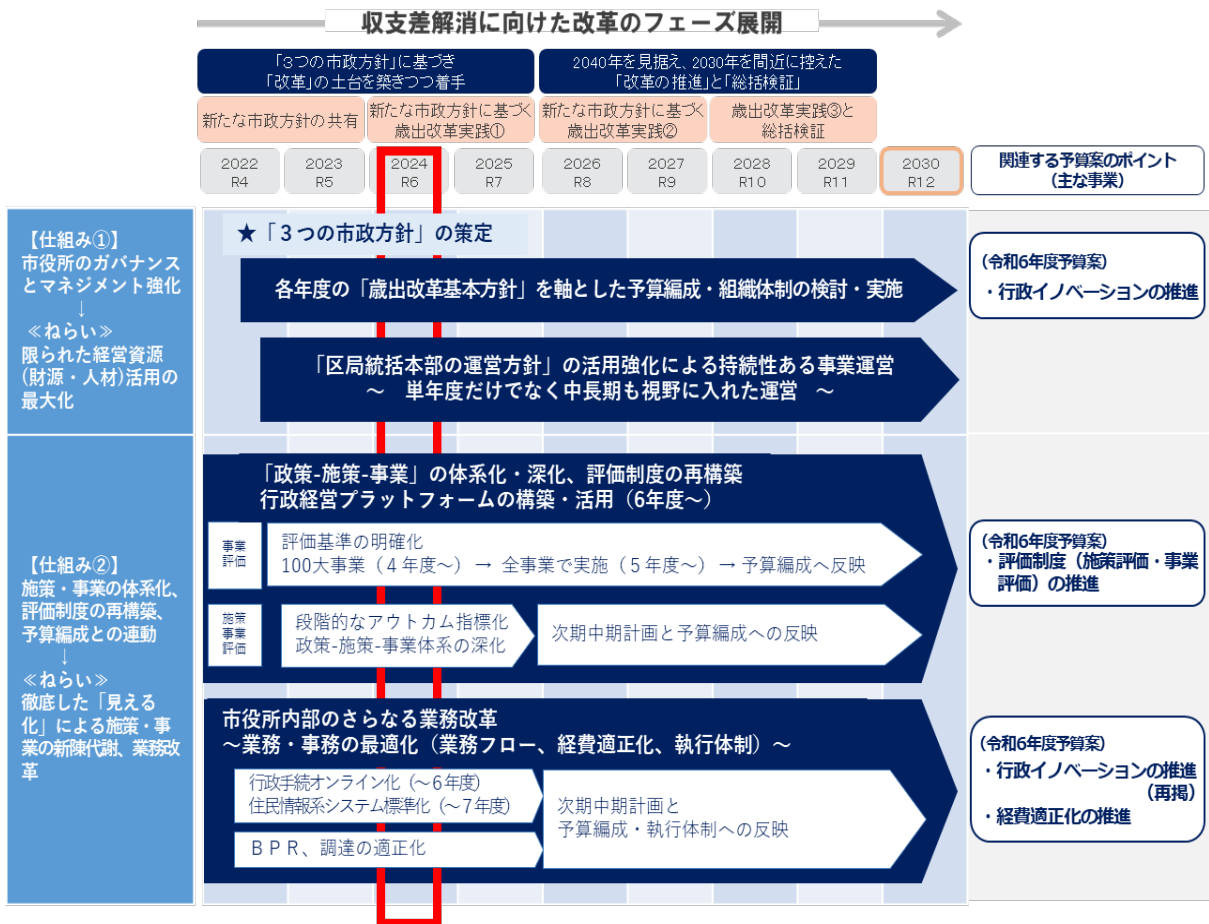 収支差解消に向けた改革のフェーズ展開
「3つの市政方針」に基づき
「改革」の土台を築きつつ着手
2040年を見据え、2030年を間近に控えた
「改革の推進」と「総括検証」
新たな市政方針の共有
新たな市政方針に基づく
歳出改革実践①
新たな市政方針に基づく
歳出改革実践②
歳出改革実践③と
総括検証
2022
R4
2023
R5
2024
R6
2025
R7
2026
R8
2027
R9
2028
R10
2029
R11
2030
R12
関連する予算案のポイント
（主な事業）
【仕組み①】
市役所のガバナンス
とマネジメント強化
↓
≪ねらい≫
限られた経営資源
(財源・人材)活用の
最大化
★「３つの市政方針」の策定
各年度の「歳出改革基本方針」を軸とした予算編成・組織体制の検討・実施
「区局統括本部の運営方針」の活用強化による持続性ある事業運営
～　単年度だけでなく中長期も視野に入れた運営　～
(令和6年度予算案)
・行政イノベーションの推進
【仕組み②】
施策・事業の体系化、
評価制度の再構築、
予算編成との連動
↓
≪ねらい≫
徹底した「見える
化」による施策・事
業の新陳代謝、業務改
革
「政策-施策-事業」の体系化・深化、評価制度の再構築
行政経営プラットフォームの構築・活用（6年度～）
事業
評価
評価基準の明確化
100大事業（４年度～）→ 全事業で実施（５年度～）→ 予算編成へ反映
施策
事業
評価
段階的なアウトカム指標化
政策-施策-事業体系の深化
次期中期計画と予算編成への反映
(令和6年度予算案)
・評価制度（施策評価・事業
評価）の推進
市役所内部のさらなる業務改革
～業務・事務の最適化（業務フロー、経費適正化、執行体制）～
行政手続オンライン化（～６年度）
住民情報系システム標準化（～７年度）
ＢＰＲ、調達の適正化
次期中期計画と
予算編成・執行体制への反映
(令和6年度予算案)
・行政イノベーションの推進
（再掲）
・経費適正化の推進